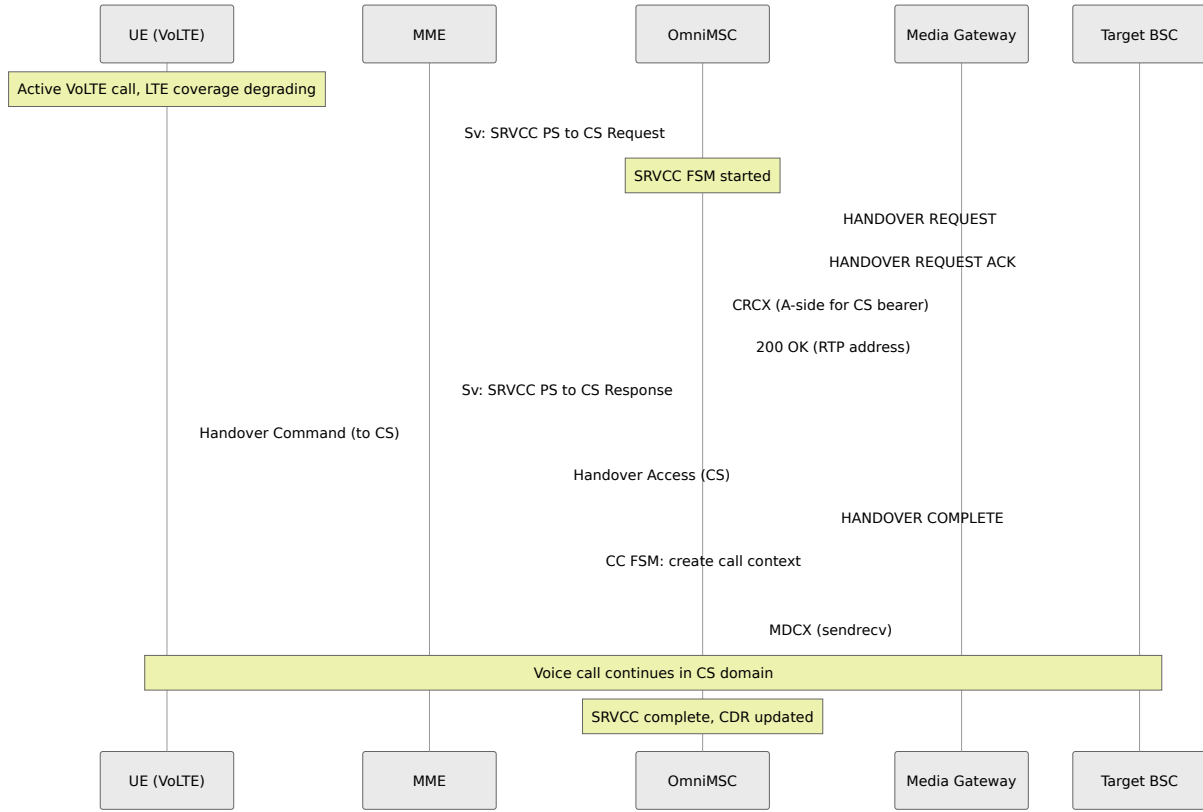 UE (VoLTE)
MME
OmniMSC
Media Gateway
Target BSC
Active VoLTE call, LTE coverage degrading
Sv: SRVCC PS to CS Request
SRVCC FSM started
HANDOVER REQUEST
HANDOVER REQUEST ACK
CRCX (A-side for CS bearer)
200 OK (RTP address)
Sv: SRVCC PS to CS Response
Handover Command (to CS)
Handover Access (CS)
HANDOVER COMPLETE
CC FSM: create call context
MDCX (sendrecv)
Voice call continues in CS domain
SRVCC complete, CDR updated
UE (VoLTE)
MME
OmniMSC
Media Gateway
Target BSC